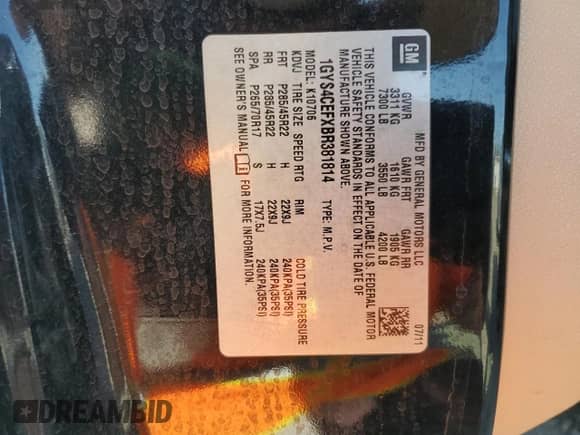 GM
MFD BY GENERAL MOTORS LLC
07/11
GVWR GAWR FRT GAWR RR
3311 KG 1610 KG 1905 KG
7300 LB 3550 LB 4200 LB
THIS VEHICLE CONFORMS TO ALL APPLICABLE U.S. FEDERAL MOTOR
VEHICLE SAFETY STANDARDS IN EFFECT ON THE DATE OF
MANUFACTURE SHOWN ABOVE.
1GYS4CEFXBR381814 TYPE: M.P.V.
MODEL: K10706
KDVJ TIRE SIZE SPEED RTG RIM COLD TIRE PRESSURE
FRT P285/45R22 H 22X9J 240KPA(35PSI)
RR P285/45R22 H 22X9J 240KPA(35PSI)
SPA P265/70R17 S 17X7.5J 240KPA(35PSI)
SEE OWNER'S MANUAL FOR MORE INFORMATION.
DREAMBID